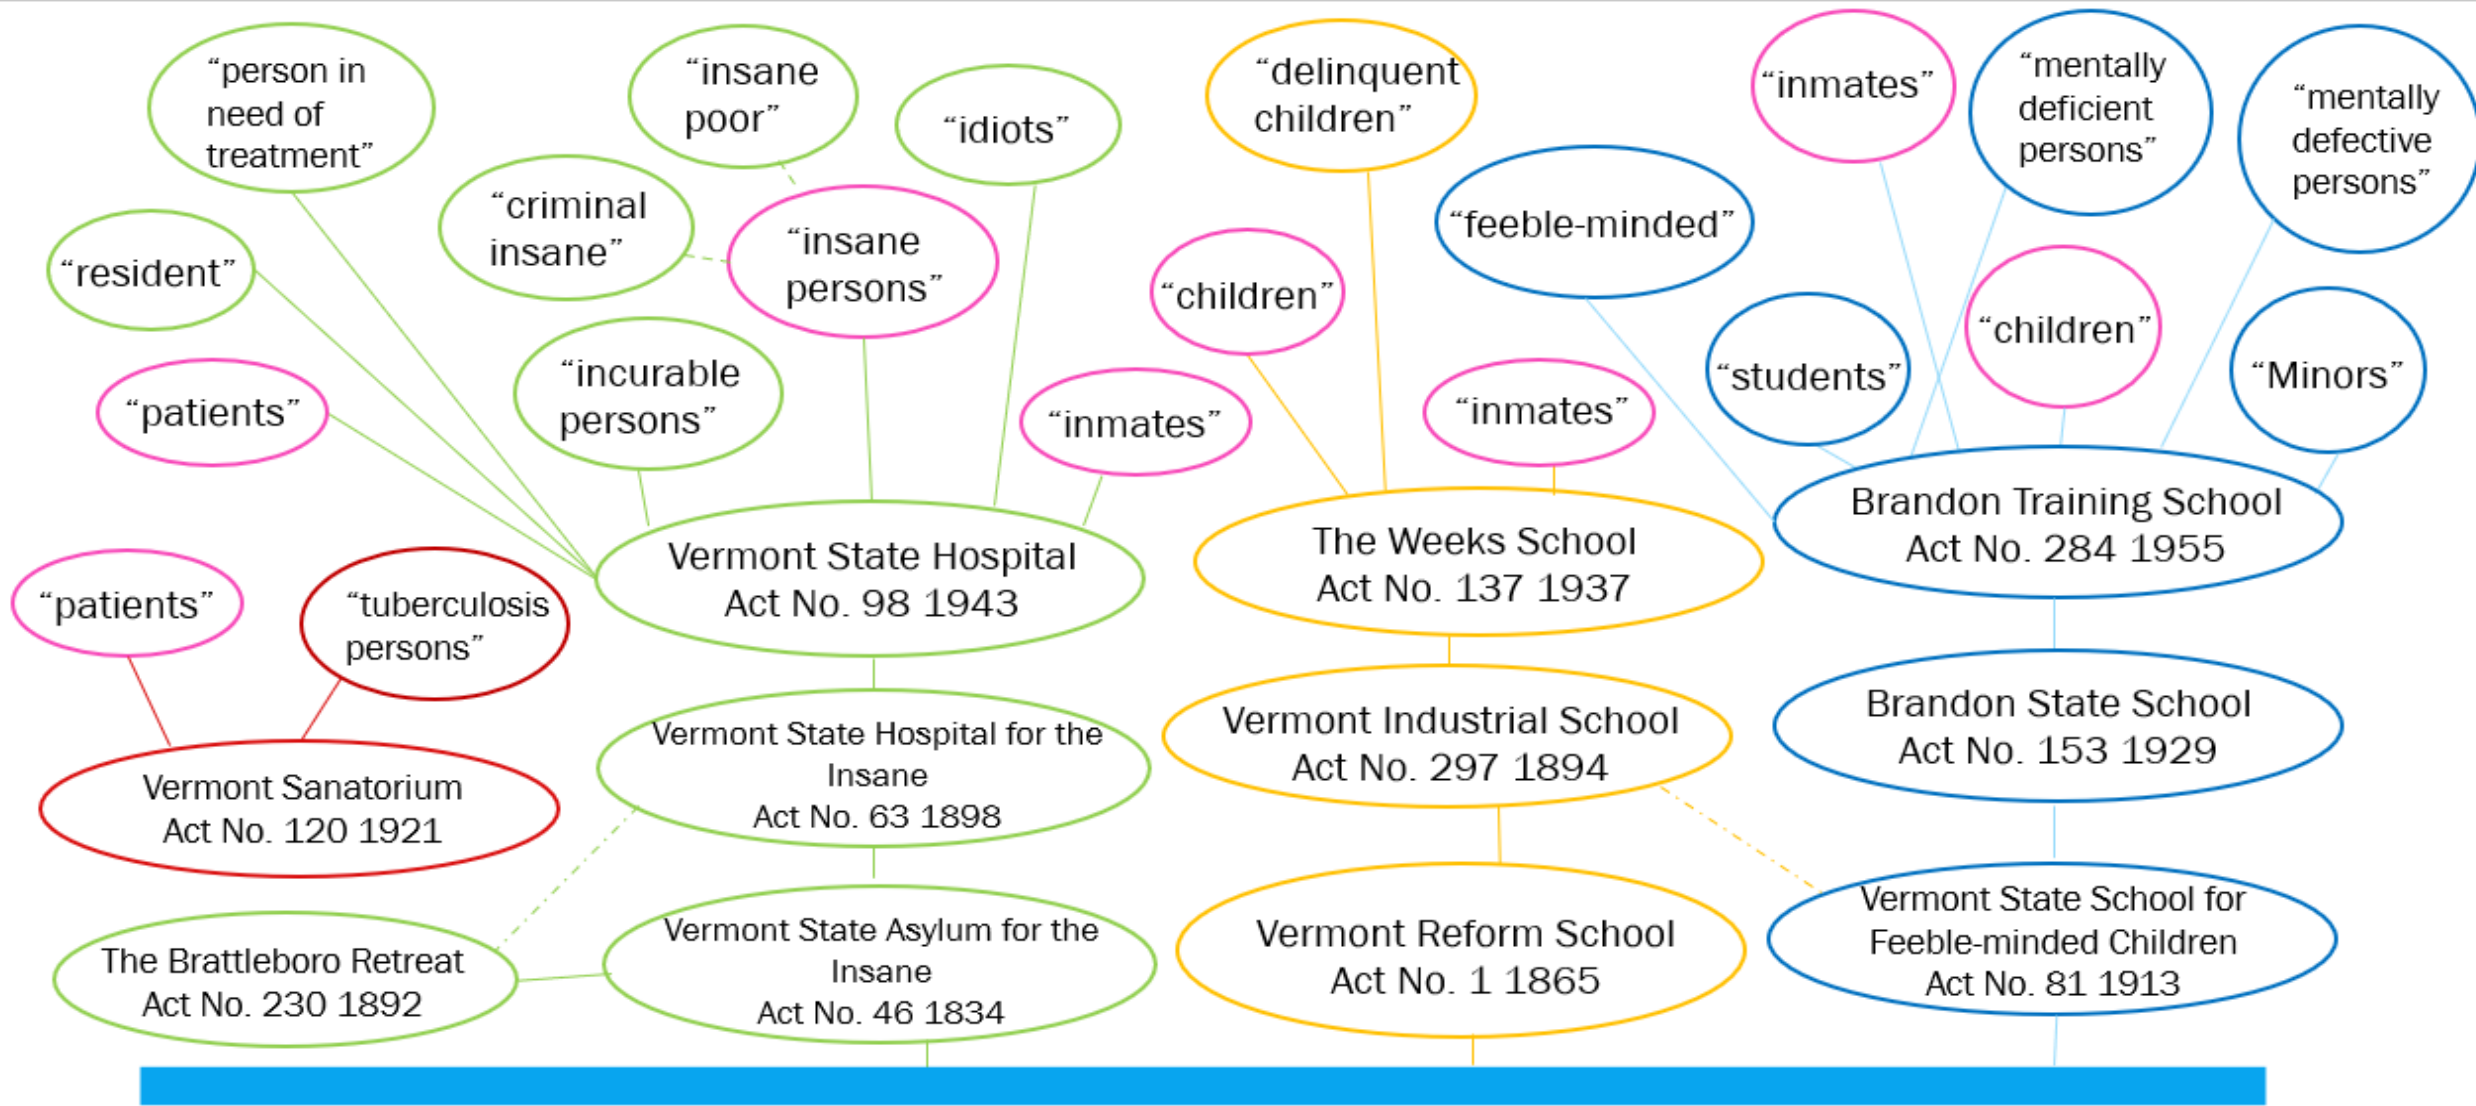 “person in
need of
treatment”
“insane
poor”
“idiots”
“delinquent
children”
“inmates”
“mentally
deficient
persons”
“mentally
defective
persons”
“resident”
“criminal
insane”
“insane
persons”
“children”
“feeble-minded”
“students”
“children”
“Minors”
“patients”
“incurable
persons”
“inmates”
“inmates”
“patients”
“tuberculosis
persons”
Vermont State Hospital
Act No. 98 1943
The Weeks School
Act No. 137 1937
Brandon Training School
Act No. 284 1955
Vermont Sanatorium
Act No. 120 1921
Vermont State Hospital for the
Insane
Act No. 63 1898
Vermont Industrial School
Act No. 297 1894
Brandon State School
Act No. 153 1929
The Brattleboro Retreat
Act No. 230 1892
Vermont State Asylum for the
Insane
Act No. 46 1834
Vermont Reform School
Act No. 1 1865
Vermont State School for
Feeble-minded Children
Act No. 81 1913